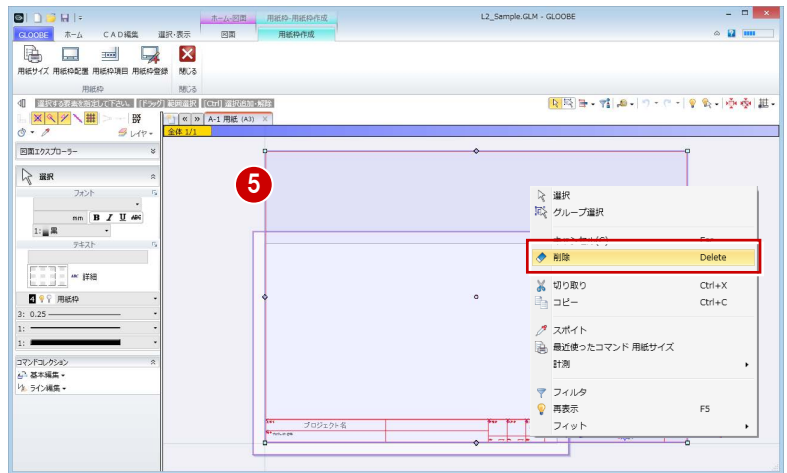 ホーム-図面 用紙枠-用紙枠作成 L2_Sample.GLM - GLOOBE
GLOOBE ホーム CAD編集 選択・表示 図面 用紙枠作成
用紙サイズ 用紙枠配置 用紙枠項目 用紙枠登録 閉じる
用紙枠 閉じる
選択する要素を指定して下さい。 [ドラッグ] 範囲選択 [Ctrl] 選択追加・解除
A-1 用紙 (A3)
レイヤ
全体 1/1
図面エクスプローラー
選択
フォント
mm B I U ABC
1: 黒
テキスト
詳細
4 用紙枠
3: 0.25
1:
1:
コマンドコレクション
基本編集
ライン編集
5
選択
グループ選択
キャンセル(C) Esc
削除 Delete
切り取り Ctrl+X
コピー Ctrl+C
スポイト
最近使ったコマンド 用紙サイズ
計測
フィルタ
再表示 F5
フィット
プロジェクト名